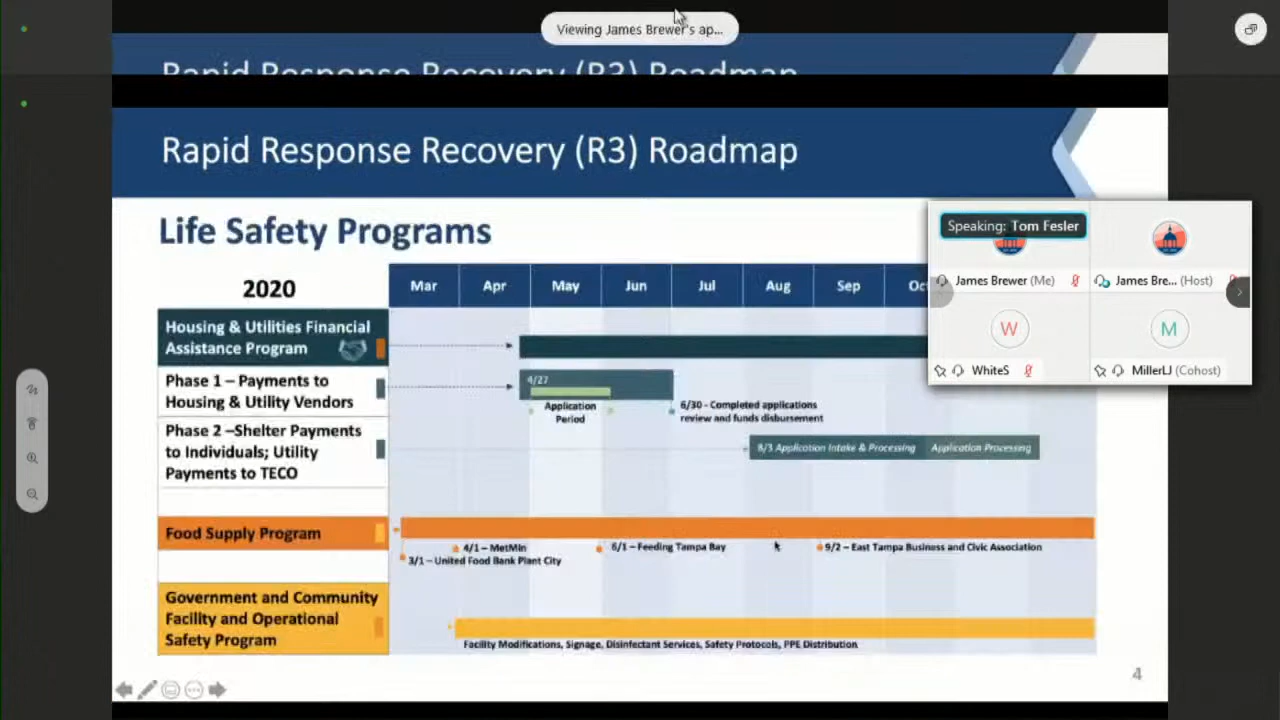 Viewing James Brewer's ap...
Rapid Response Recovery (R3) Roadmap
Rapid Response Recovery (R3) Roadmap
Life Safety Programs
Speaking: Tom Fesler
James Brewer (Me)
James Bre... (Host)
W
M
WhiteS
MillerLJ (Cohost)
2020
Mar Apr May Jun Jul Aug Sep
Housing & Utilities Financial
Assistance Program
Phase 1 – Payments to
Housing & Utility Vendors
4/27
Application
Period
6/30 - Completed applications
review and funds disbursement
Phase 2 –Shelter Payments
to Individuals; Utility
Payments to TECO
8/3 Application Intake & Processing Application Processing
Food Supply Program
4/1 – MetMin
6/1 – Feeding Tampa Bay
9/2 – East Tampa Business and Civic Association
3/1 – United Food Bank Plant City
Government and Community
Facility and Operational
Safety Program
Facility Modifications, Signage, Disinfectant Services, Safety Protocols, PPE Distribution
4